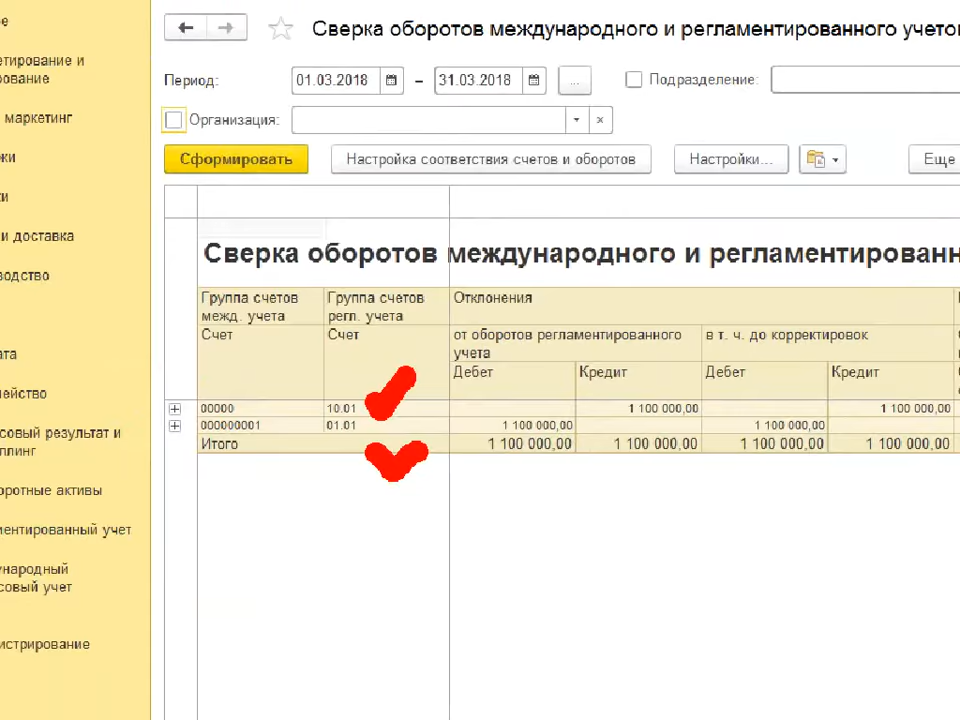 е
етирование и
рование
маркетинг
жи
и
и доставка
водство
ата
ейство
совый результат и
ллинг
оротные активы
ментированный учет
ународный
совый учет
истрирование
Сверка оборотов международного и регламентированного учетов
Период: 01.03.2018 – 31.03.2018 ... Подразделение:
Организация:
Сформировать Настройка соответствия счетов и оборотов Настройки... Еще
Сверка оборотов международного и регламентированн
Группа счетов межд. учета Группа счетов регл. учета Отклонения
Счет Счет от оборотов регламентированного учета в т. ч. до корректировок
Дебет Кредит Дебет Кредит
00000 10.01 1 100 000,00 1 100 000,00
000000001 01.01 1 100 000,00 1 100 000,00
Итого 1 100 000,00 1 100 000,00 1 100 000,00 1 100 000,00